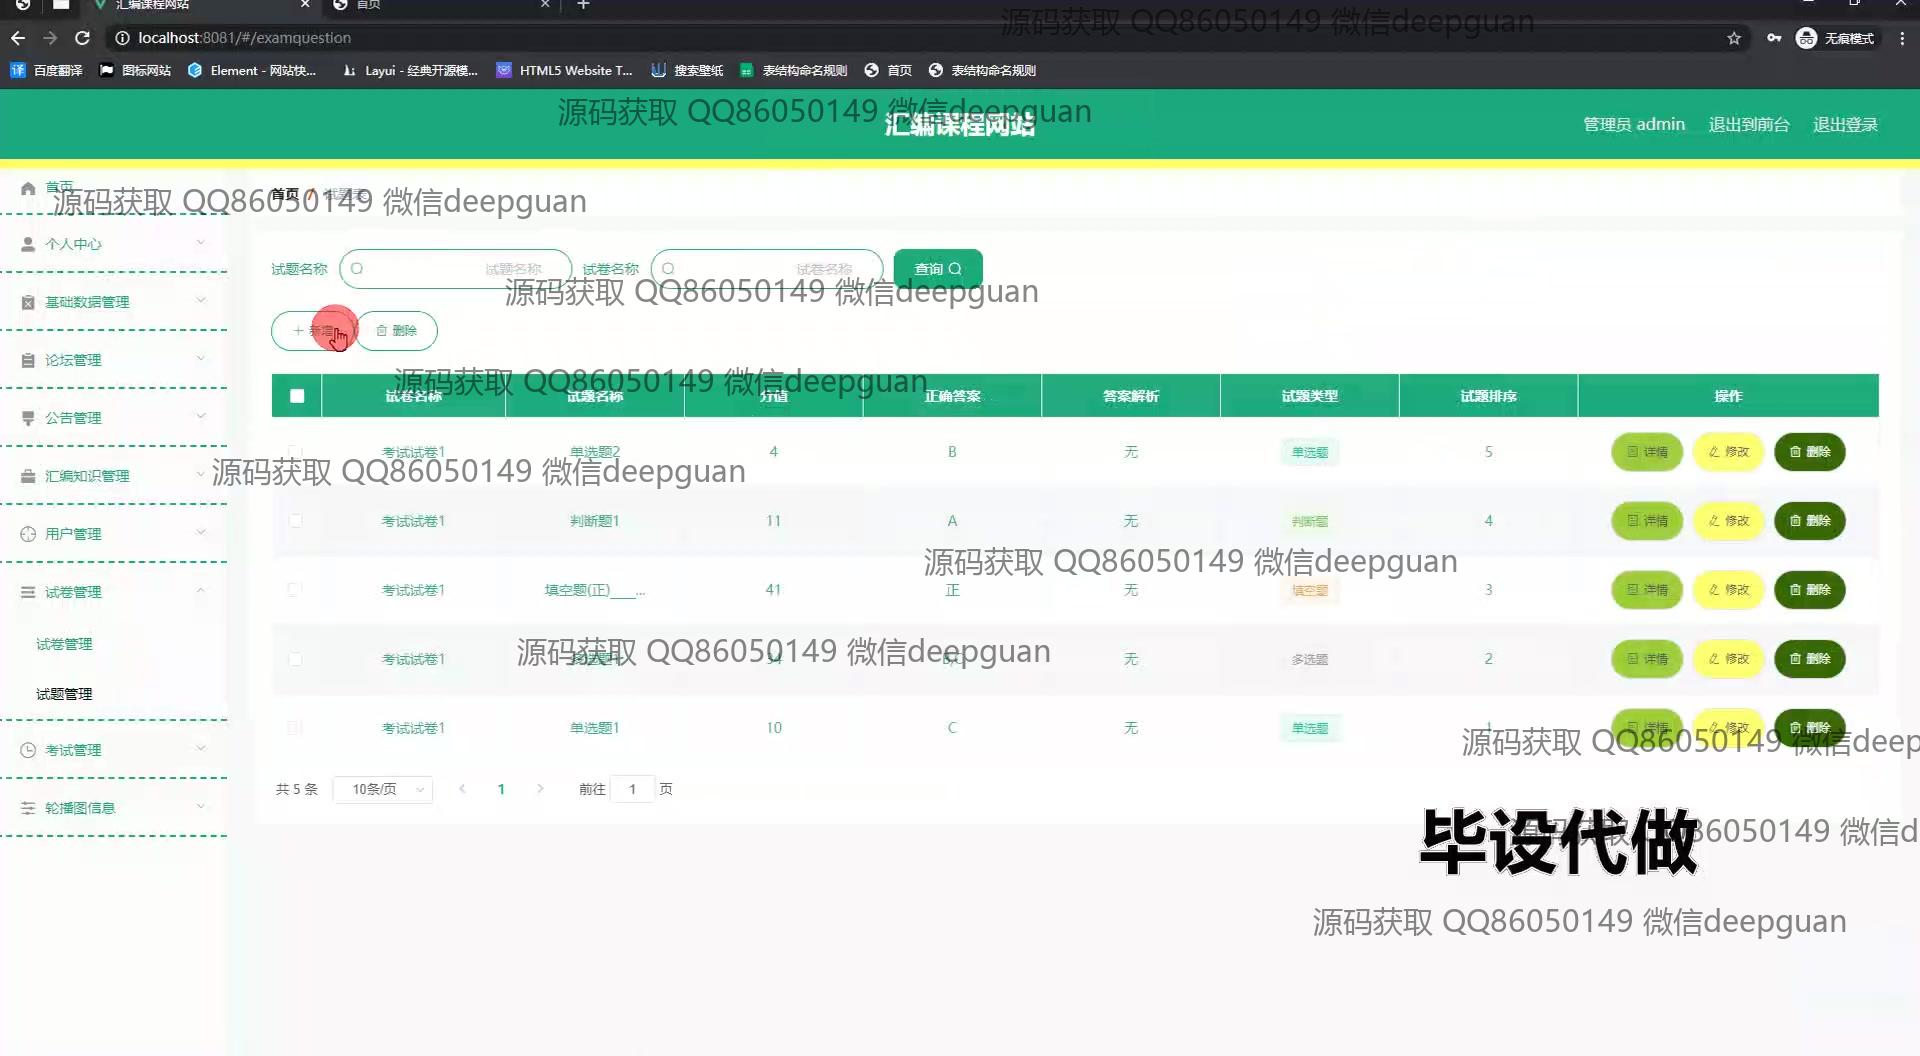 汇编课程网站
首页
源码获取 QQ86050149 微信deepguan
localhost:8081/#/examquestion
无痕模式
百度翻译
图标网站
Element - 网站快...
Layui - 经典开源模...
HTML5 Website T...
搜索壁纸
表结构命名规则
首页
表结构命名规则
源码获取 QQ86050149 微信deepguan
汇编课程网站
管理员 admin
退出到前台
退出登录
首页
源码获取 QQ86050149 微信deepguan
首页 / 试题表
个人中心
基础数据管理
论坛管理
公告管理
汇编知识管理
用户管理
试卷管理
试卷管理
试题管理
考试管理
轮播图信息
试题名称 试题名称 试卷名称 试卷名称 查询
源码获取 QQ86050149 微信deepguan
新增 删除
源码获取 QQ86050149 微信deepguan
试卷名称 试题名称 分值 正确答案 答案解析 试题类型 试题排序 操作
考试试卷1 单选题2 4 B 无 单选题 5 详情 修改 删除
源码获取 QQ86050149 微信deepguan
考试试卷1 判断题1 11 A 无 判断题 4 详情 修改 删除
源码获取 QQ86050149 微信deepguan
考试试卷1 填空题(正)____... 41 正 无 填空题 3 详情 修改 删除
源码获取 QQ86050149 微信deepguan
考试试卷1 34 无 多选题 2 详情 修改 删除
考试试卷1 单选题1 10 C 无 单选题 1 详情 修改 删除
源码获取 QQ86050149 微信deep
共 5 条 10条/页 1 前往 1 页
毕设代做
源码获取 QQ86050149 微信d
源码获取 QQ86050149 微信deepguan